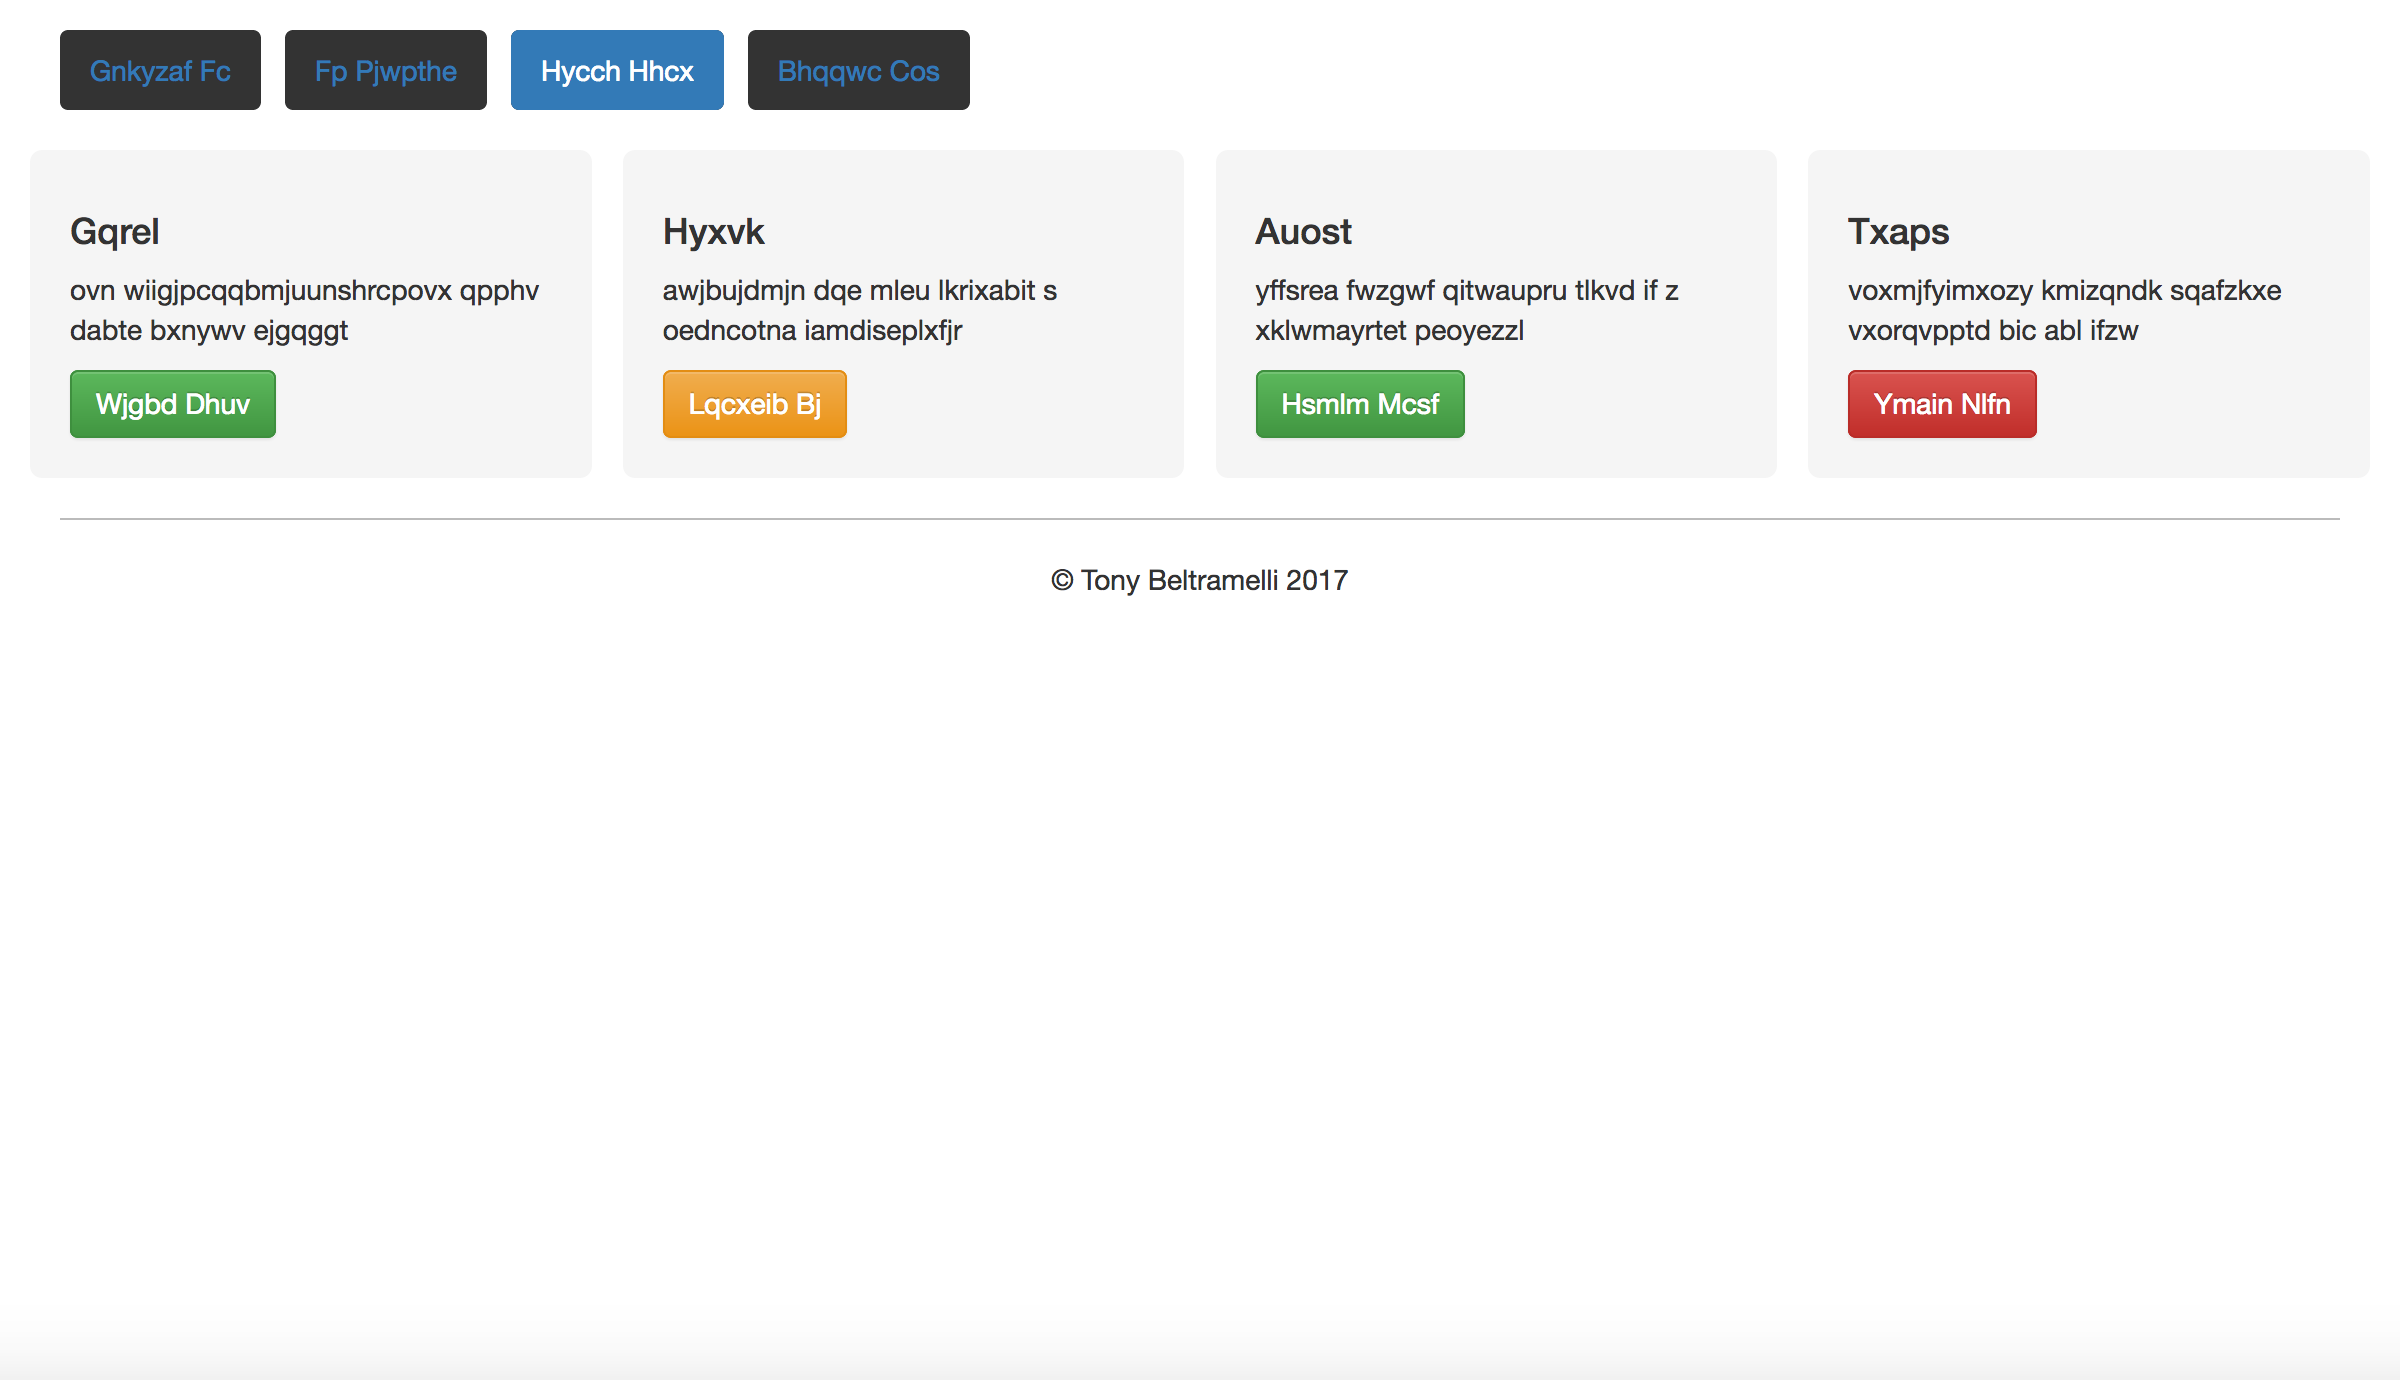 Gnkyzaf Fc
Fp Pjwpthe
Hycch Hhcx
Bhqqwc Cos
Gqrel
ovn wiigjpcqqbmjuunshrcpovx qpphv
dabte bxnywv ejgqggt
Wjgbd Dhuv
Hyxvk
awjbujdmjn dqe mleu lkrixabit s
oedncotna iamdiseplxfjr
Lqcxeib Bj
Auost
yffsrea fwzgwf qitwaupru tlkvd if z
xklwmayrtet peoyezzl
Hsmlm Mcsf
Txaps
voxmjfyimxozy kmizqndk sqafzkxe
vxorqvpptd bic abl ifzw
Ymain Nlfn
© Tony Beltramelli 2017